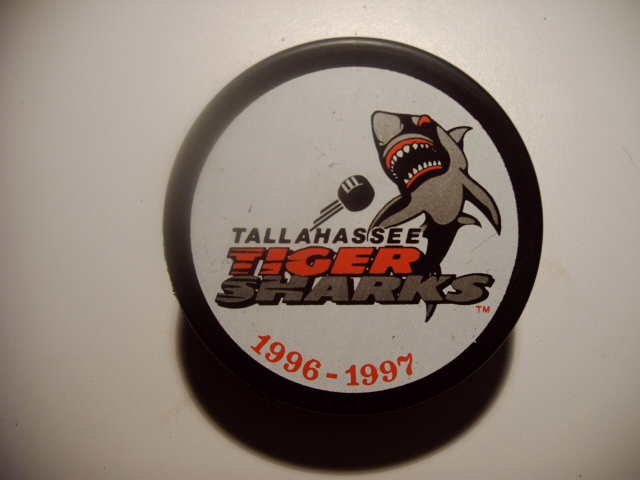 TALLAHASSEE
TIGER
SHARKS
TM
1996-1997